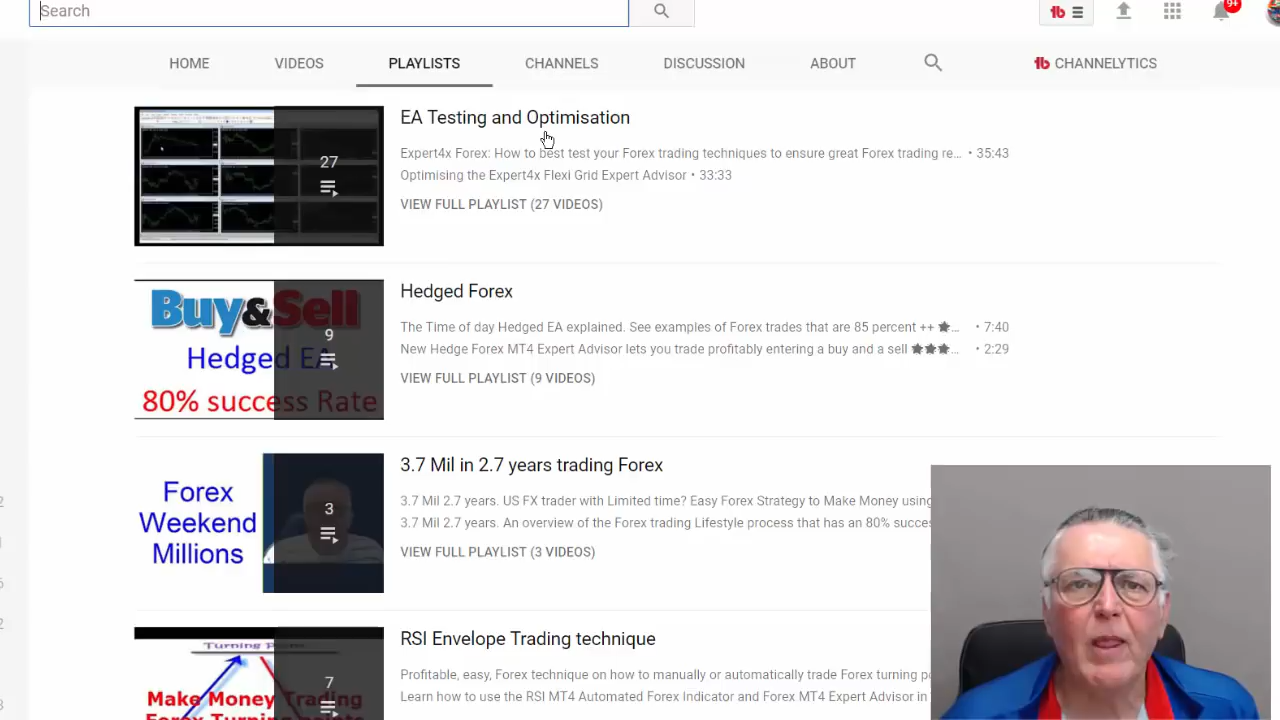 Search
9+
HOME VIDEOS PLAYLISTS CHANNELS DISCUSSION ABOUT CHANNELYTICS
27
EA Testing and Optimisation
Expert4x Forex: How to best test your Forex trading techniques to ensure great Forex trading re... • 35:43
Optimising the Expert4x Flexi Grid Expert Advisor • 33:33
VIEW FULL PLAYLIST (27 VIDEOS)
Buy&Sell
Hedged EA
80% success Rate
9
Hedged Forex
The Time of day Hedged EA explained. See examples of Forex trades that are 85 percent ++ ★... • 7:40
New Hedge Forex MT4 Expert Advisor lets you trade profitably entering a buy and a sell ★★★... • 2:29
VIEW FULL PLAYLIST (9 VIDEOS)
Forex
Weekend
Millions
3
3.7 Mil in 2.7 years trading Forex
3.7 Mil 2.7 years. US FX trader with Limited time? Easy Forex Strategy to Make Money using
3.7 Mil 2.7 years. An overview of the Forex trading Lifestyle process that has an 80% succe
VIEW FULL PLAYLIST (3 VIDEOS)
Turning Points
Make Money Trading
Forex Turning points
7
RSI Envelope Trading technique
Profitable, easy, Forex technique on how to manually or automatically trade Forex turning po
Learn how to use the RSI MT4 Automated Forex Indicator and Forex MT4 Expert Advisor in